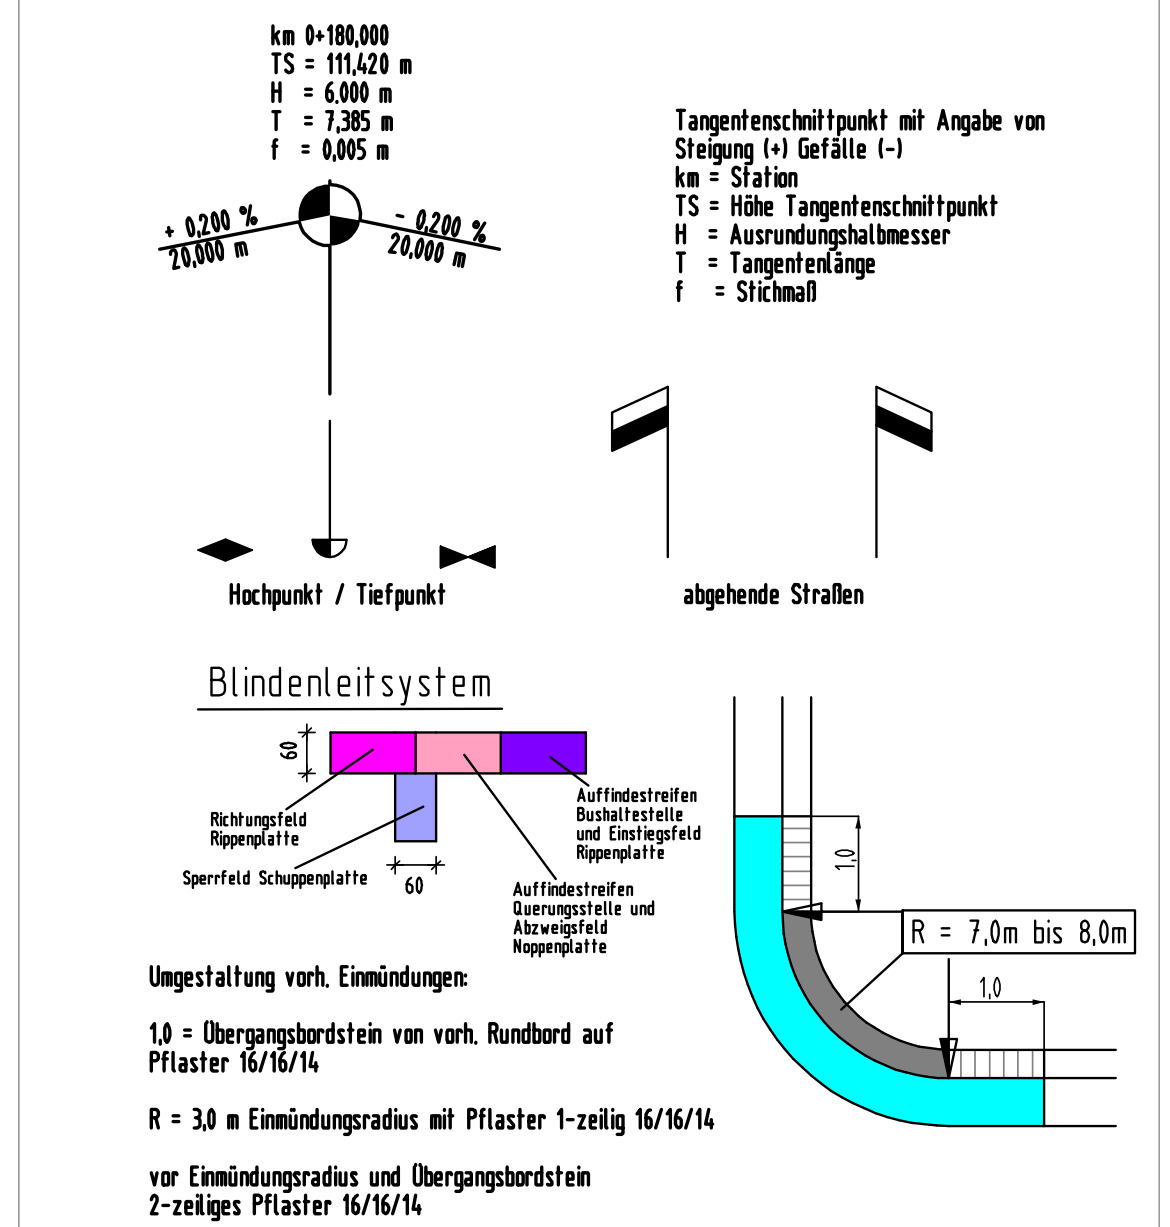 km 0+180,000
TS = 111,420 m
H = 6.000 m
T = 7,385 m
f = 0,005 m
+ 0,200 %
20,000 m
- 0,200 %
20,000 m
Tangentenschnittpunkt mit Angabe von
Steigung (+) Gefälle (-)
km = Station
TS = Höhe Tangentenschnittpunkt
H = Ausrundungshalbmesser
T = Tangentenlänge
f = Stichmaß
Hochpunkt / Tiefpunkt
abgehende Straßen
Blindenleitsystem
60
Richtungsfeld
Rippenplatte
Sperrfeld Schuppenplatte
60
Auffindestreifen
Bushaltestelle
und Einstiegsfeld
Rippenplatte
Auffindestreifen
Querungsstelle und
Abzweigsfeld
Noppenplatte
1,0
R = 7,0m bis 8,0m
1,0
Umgestaltung vorh. Einmündungen:
1,0 = Übergangsbordstein von vorh. Rundbord auf
Pflaster 16/16/14
R = 3,0 m Einmündungsradius mit Pflaster 1-zeilig 16/16/14
vor Einmündungsradius und Übergangsbordstein
2-zeiliges Pflaster 16/16/14